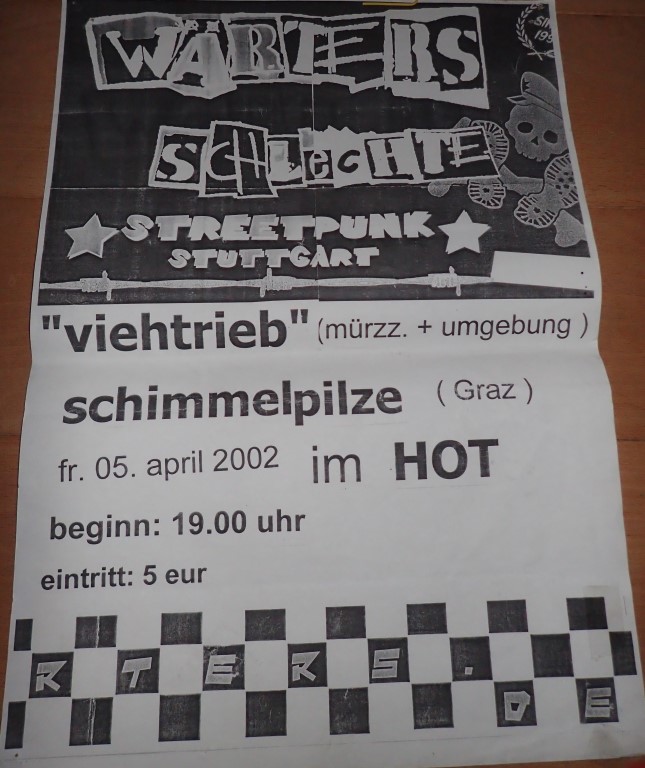 WÄRTERS
SCHLECHTE
STREETPUNK
STUTTGART
"viehtrieb" (mürzz. + umgebung )
schimmelpilze ( Graz )
fr. 05. april 2002 im HOT
beginn: 19.00 uhr
eintritt: 5 eur
RTERS.DE